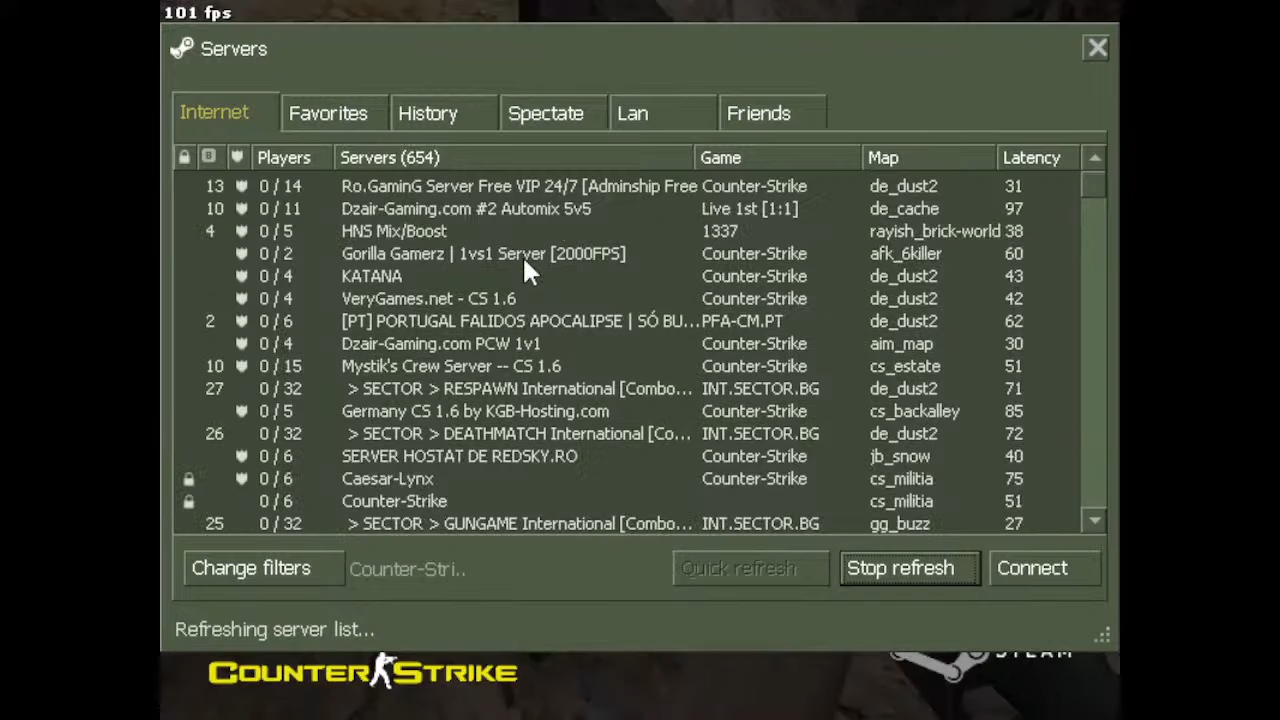 101 fps
Servers
Internet Favorites History Spectate Lan Friends
B Players Servers (654) Game Map Latency
13 0 / 14 Ro.GaminG Server Free VIP 24/7 [Adminship Free Counter-Strike de_dust2 31
10 0 / 11 Dzair-Gaming.com #2 Automix 5v5 Live 1st [1:1] de_cache 97
4 0 / 5 HNS Mix/Boost 1337 rayish_brick-world 38
0 / 2 Gorilla Gamerz | 1vs1 Server [2000FPS] Counter-Strike afk_6killer 60
0 / 4 KATANA Counter-Strike de_dust2 43
0 / 4 VeryGames.net - CS 1.6 Counter-Strike de_dust2 42
2 0 / 6 [PT] PORTUGAL FALIDOS APOCALIPSE | SÓ BU... PFA-CM.PT de_dust2 62
0 / 4 Dzair-Gaming.com PCW 1v1 Counter-Strike aim_map 30
10 0 / 15 Mystik's Crew Server -- CS 1.6 Counter-Strike cs_estate 51
27 0 / 32 > SECTOR > RESPAWN International [Combo... INT.SECTOR.BG de_dust2 71
0 / 5 Germany CS 1.6 by KGB-Hosting.com Counter-Strike cs_backalley 85
26 0 / 32 > SECTOR > DEATHMATCH International [Co... INT.SECTOR.BG de_dust2 72
0 / 6 SERVER HOSTAT DE REDSKY.RO Counter-Strike jb_snow 40
0 / 6 Caesar-Lynx Counter-Strike cs_militia 75
0 / 6 Counter-Strike cs_militia 51
25 0 / 32 > SECTOR > GUNGAME International [Combo... INT.SECTOR.BG gg_buzz 27
Change filters Counter-Stri.. Quick refresh Stop refresh Connect
Refreshing server list...
COUNTER STRIKE STEAM